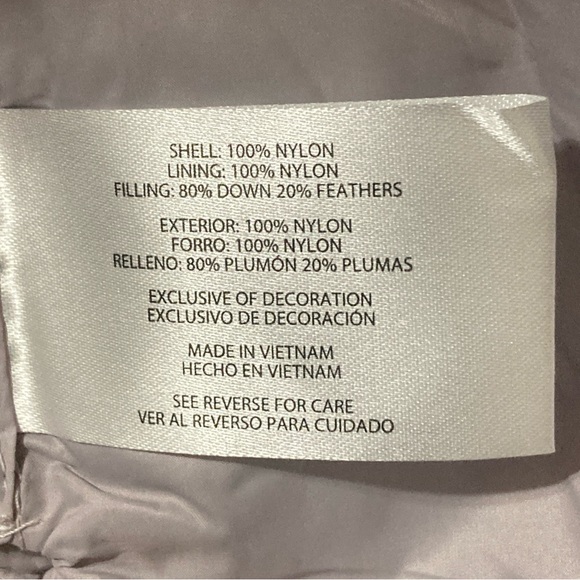 SHELL: 100% NYLON
LINING: 100% NYLON
FILLING: 80% DOWN 20% FEATHERS
EXTERIOR: 100% NYLON
FORRO: 100% NYLON
RELLENO: 80% PLUMÓN 20% PLUMAS
EXCLUSIVE OF DECORATION
EXCLUSIVO DE DECORACIÓN
MADE IN VIETNAM
HECHO EN VIETNAM
SEE REVERSE FOR CARE
VER AL REVERSO PARA CUIDADO